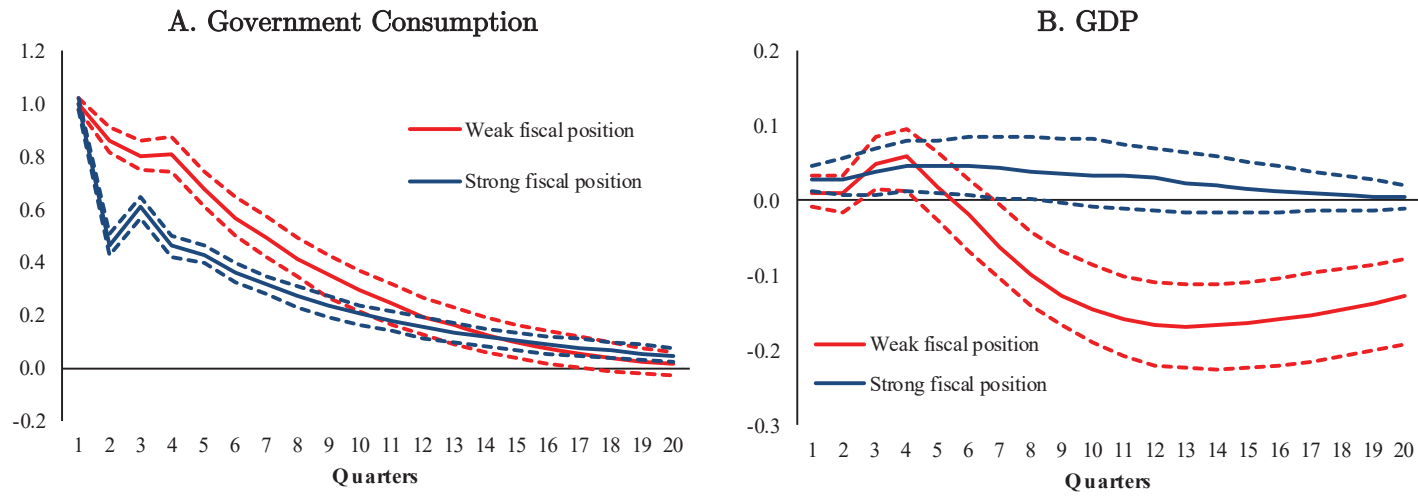 A. Government Consumption
1.2
1.0
0.8
0.6
0.4
0.2
0.0
-0.2
Weak fiscal position
Strong fiscal position
1 2 3 4 5 6 7 8 9 10 11 12 13 14 15 16 17 18 19 20
Quarters
B. GDP
0.2
0.1
0.0
-0.1
-0.2
-0.3
Weak fiscal position
Strong fiscal position
1 2 3 4 5 6 7 8 9 10 11 12 13 14 15 16 17 18 19 20
Quarters